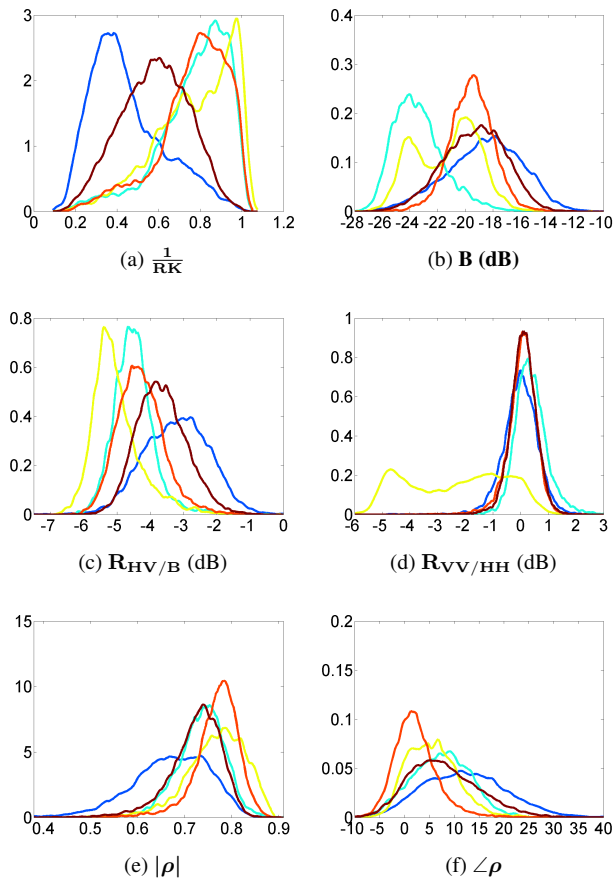 3
2
1
0
0 0.2 0.4 0.6 0.8 1 1.2
(a) 1/RK
0.4
0.3
0.2
0.1
0
-28 -26 -24 -22 -20 -18 -16 -14 -12 -10
(b) B (dB)
0.8
0.6
0.4
0.2
0
-7 -6 -5 -4 -3 -2 -1 0
(c) R_HV/B (dB)
1
0.8
0.6
0.4
0.2
0
-6 -5 -4 -3 -2 -1 0 1 2 3
(d) R_VV/HH (dB)
15
10
5
0
0.4 0.5 0.6 0.7 0.8 0.9
(e) |ρ|
0.2
0.15
0.1
0.05
0
-10 -5 0 5 10 15 20 25 30 35 40
(f) ∠ρ